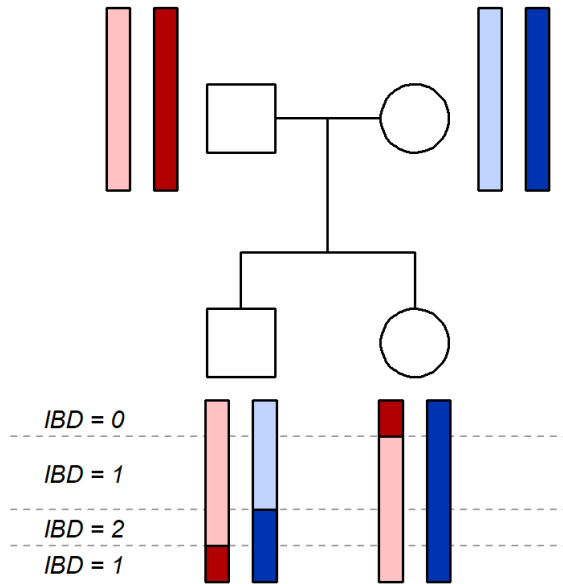 IBD = 0
IBD = 1
IBD = 2
IBD = 1